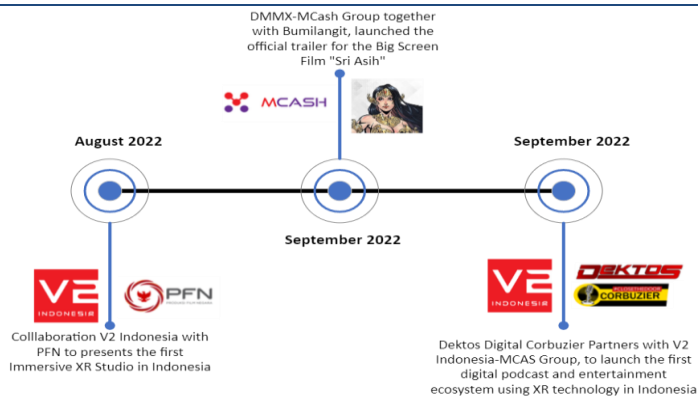 DMMX-MCash Group together
with Bumilangit, launched the
official trailer for the Big Screen
Film "Sri Asih"
MCASH
August 2022
September 2022
September 2022
V2
INDONESIA
PFN
V2
INDONESIA
DEKTOS
CORBUZIER
Colllaboration V2 Indonesia with
PFN to presents the first
Immersive XR Studio in Indonesia
Dektos Digital Corbuzier Partners with V2
Indonesia-MCAS Group, to launch the first
digital podcast and entertainment
ecosystem using XR technology in Indonesia